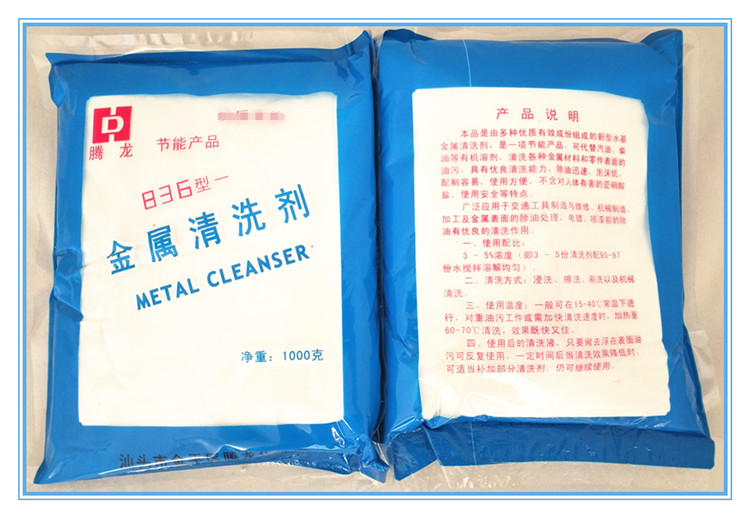 腾龙 节能产品
836型一
金属清洗剂
METAL CLEANSER
净重：1000克
汕头市金平区腾龙
产品说明
本品是由多种优质有效成份组成的新型水基
金属清洗剂，是一项节能产品，可代替汽油、柴
油等有机溶剂，清洗各种金属材料和零件表面的
油污，具有优良清洗能力，除油迅速，泡沫低，
配制容易，使用方便，不含对人体有害的亚硝酸
盐，使用安全等特点。
广泛应用于交通工具制造与维修、机械制造、
加工及金属表面的除油处理，电镀、喷漆前的除
油有优良的清洗作用。
一、使用配比：
3－5%浓度（即3－5份清洗剂配95-97
份水搅拌溶解均匀）。
二、清洗方式：浸洗、擦洗、刷洗以及机械
清洗。
三、使用温度：一般可在15-40℃常温下进
行，对重油污工件或需加快清洗速度时，加热至
60-70℃清洗，效果既快又佳。
四、使用后的清洗液，只要撇去浮在表面油
污可反复使用，一定时间后当清洗效果降低时，
可适当补加部分清洗剂，仍可继续使用。